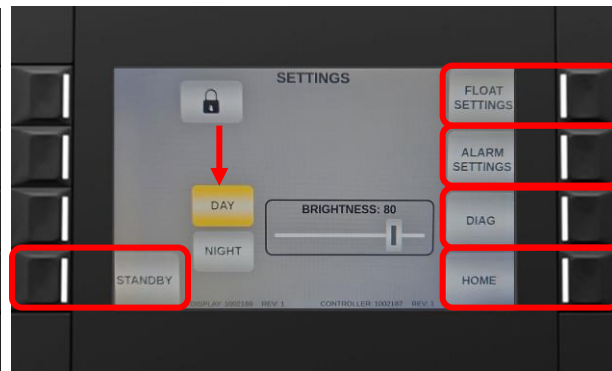 SETTINGS
FLOAT
SETTINGS
ALARM
SETTINGS
DAY
BRIGHTNESS: 80
DIAG
NIGHT
STANDBY
HOME
DISPLAY: 1002188 REV: 1
CONTROLLER: 1002187 REV: 1